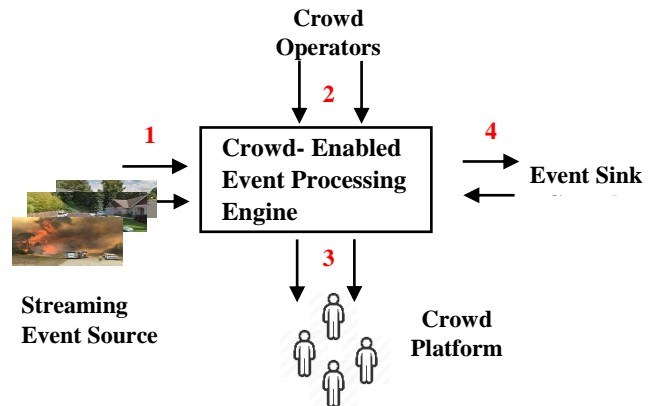 Crowd
Operators
2
1
4
Crowd- Enabled
Event Processing
Engine
Event Sink
3
Streaming
Event Source
Crowd
Platform